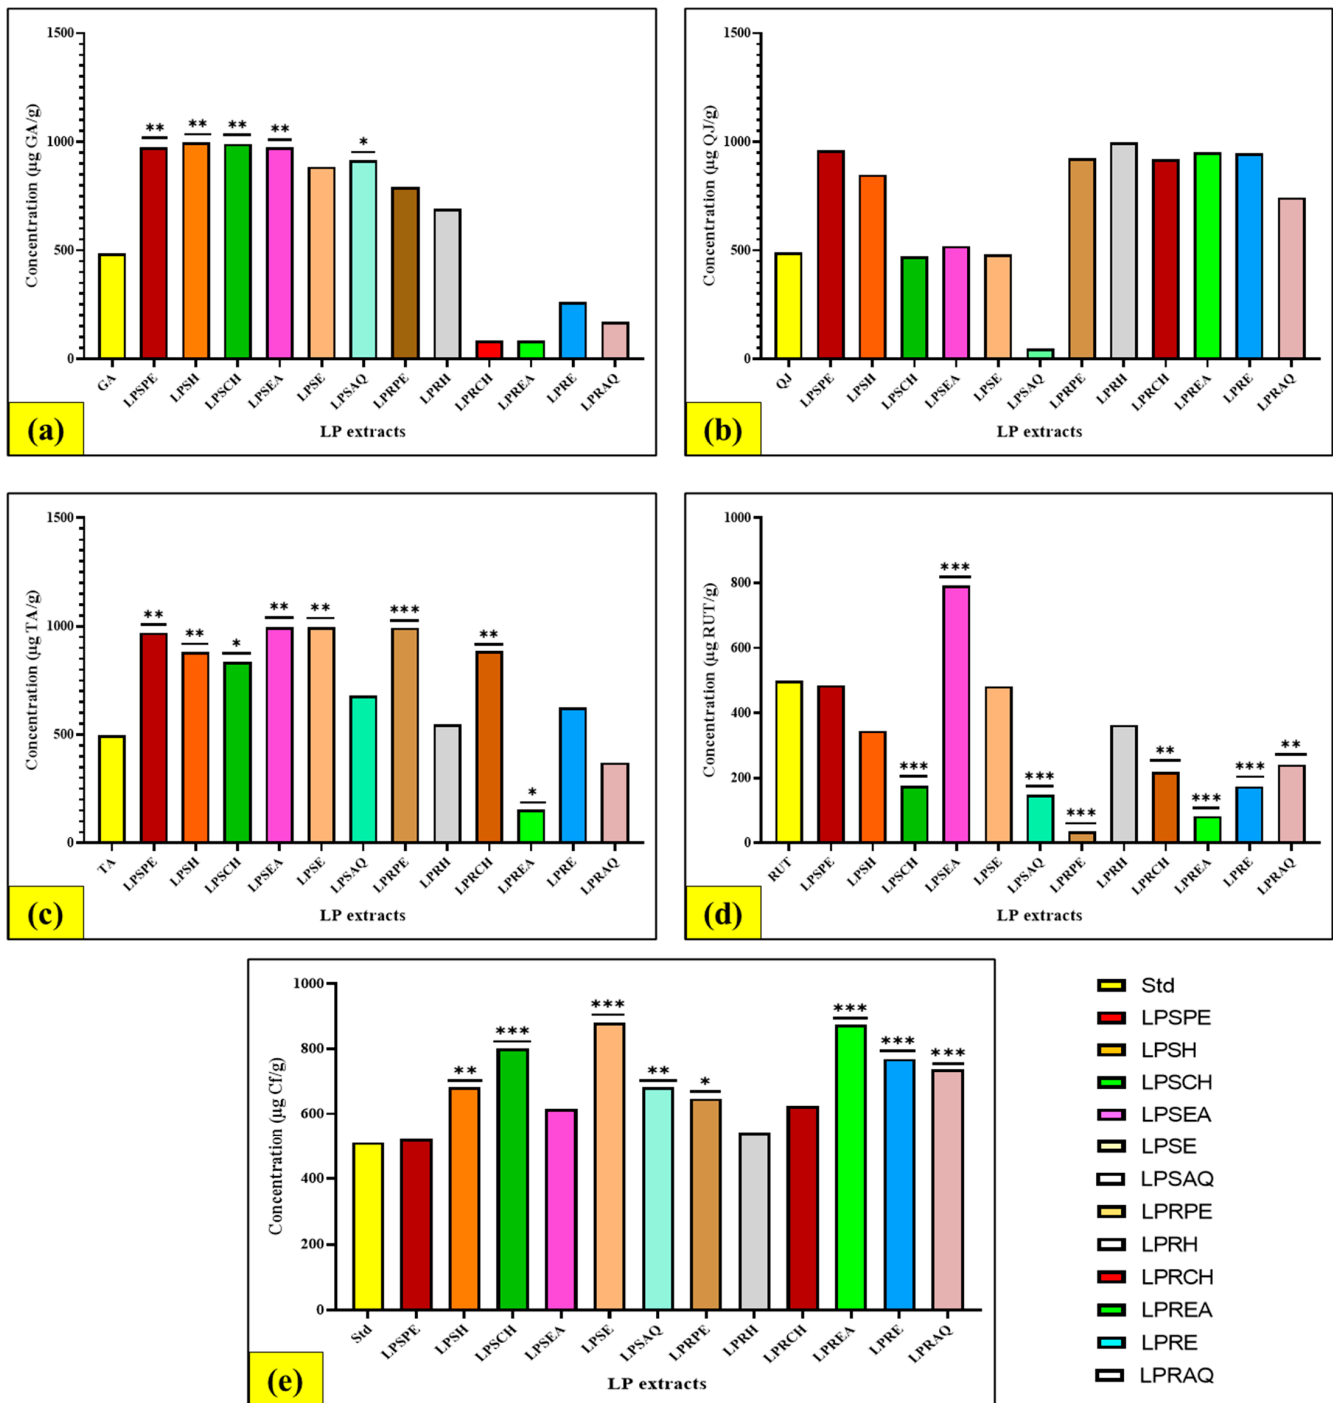 1500
1000
500
0
Concentration (µg GA/g)
** ** ** ** *
GA LPSPE LPSH LPSCH LPSEA LPSE LPSAQ LPRPE LPRH LPRCH LPREA LPRE LPRAQ
LP extracts
(a)
1500
1000
500
0
Concentration (µg QJ/g)
QJ LPSPE LPSH LPSCH LPSEA LPSE LPSAQ LPRPE LPRH LPRCH LPREA LPRE LPRAQ
LP extracts
(b)
1500
1000
500
0
Concentration (µg TA/g)
** ** * ** ** *** ** *
TA LPSPE LPSH LPSCH LPSEA LPSE LPSAQ LPRPE LPRH LPRCH LPREA LPRE LPRAQ
LP extracts
(c)
1000
800
600
400
200
0
Concentration (µg RUT/g)
*** *** *** *** ** *** *** **
RUT LPSPE LPSH LPSCH LPSEA LPSE LPSAQ LPRPE LPRH LPRCH LPREA LPRE LPRAQ
LP extracts
(d)
1000
800
600
400
200
0
Concentration (µg Cf/g)
** *** *** ** * *** *** ***
Std LPSPE LPSH LPSCH LPSEA LPSE LPSAQ LPRPE LPRH LPRCH LPREA LPRE LPRAQ
LP extracts
(e)
Std
LPSPE
LPSH
LPSCH
LPSEA
LPSE
LPSAQ
LPRPE
LPRH
LPRCH
LPREA
LPRE
LPRAQ